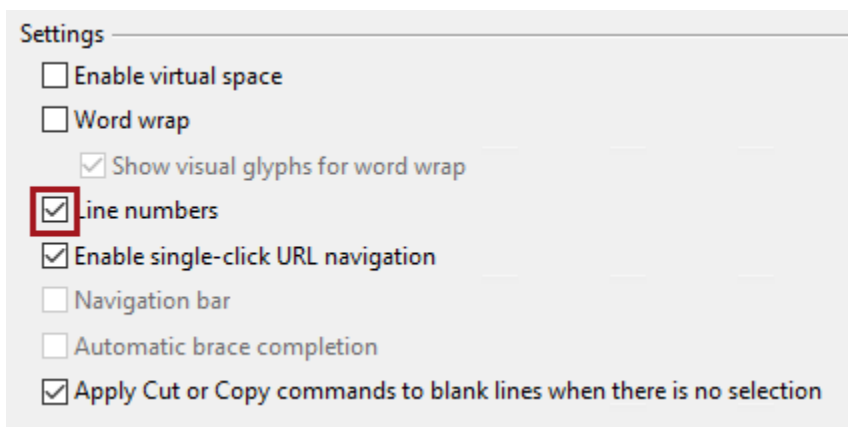 Settings
Enable virtual space
Word wrap
Show visual glyphs for word wrap
Line numbers
Enable single-click URL navigation
Navigation bar
Automatic brace completion
Apply Cut or Copy commands to blank lines when there is no selection